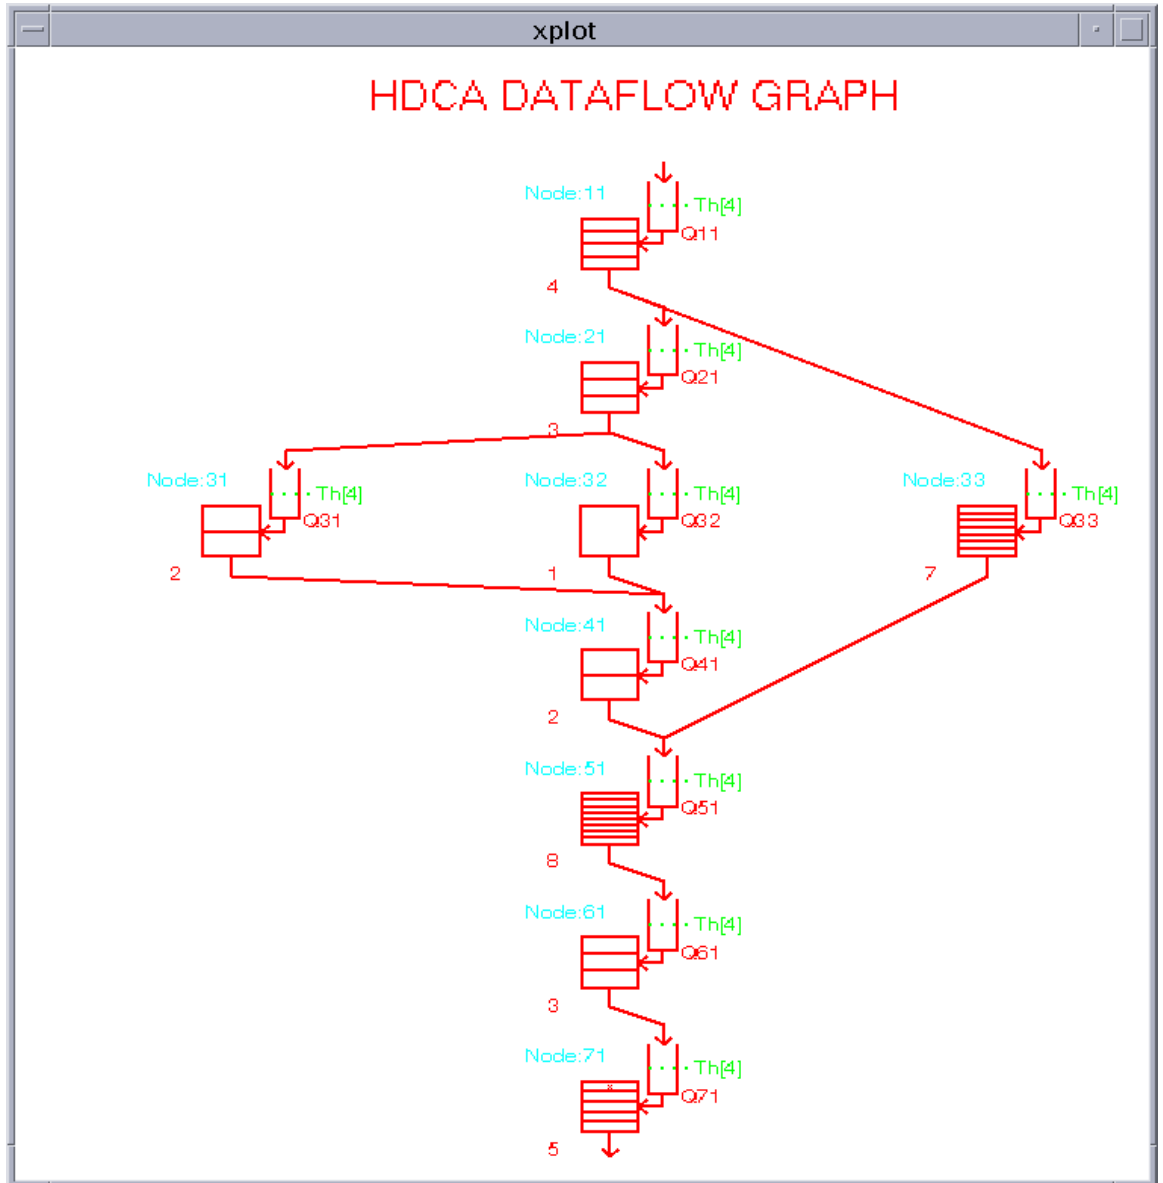 xplot
HDCA DATAFLOW GRAPH
Node:11
Th[4]
Q11
4
Node:21
Th[4]
Q21
3
Node:31
Th[4]
Q31
2
Node:32
Th[4]
Q32
1
Node:33
Th[4]
Q33
7
Node:41
Th[4]
Q41
2
Node:51
Th[4]
Q51
8
Node:61
Th[4]
Q61
3
Node:71
Th[4]
x
Q71
5